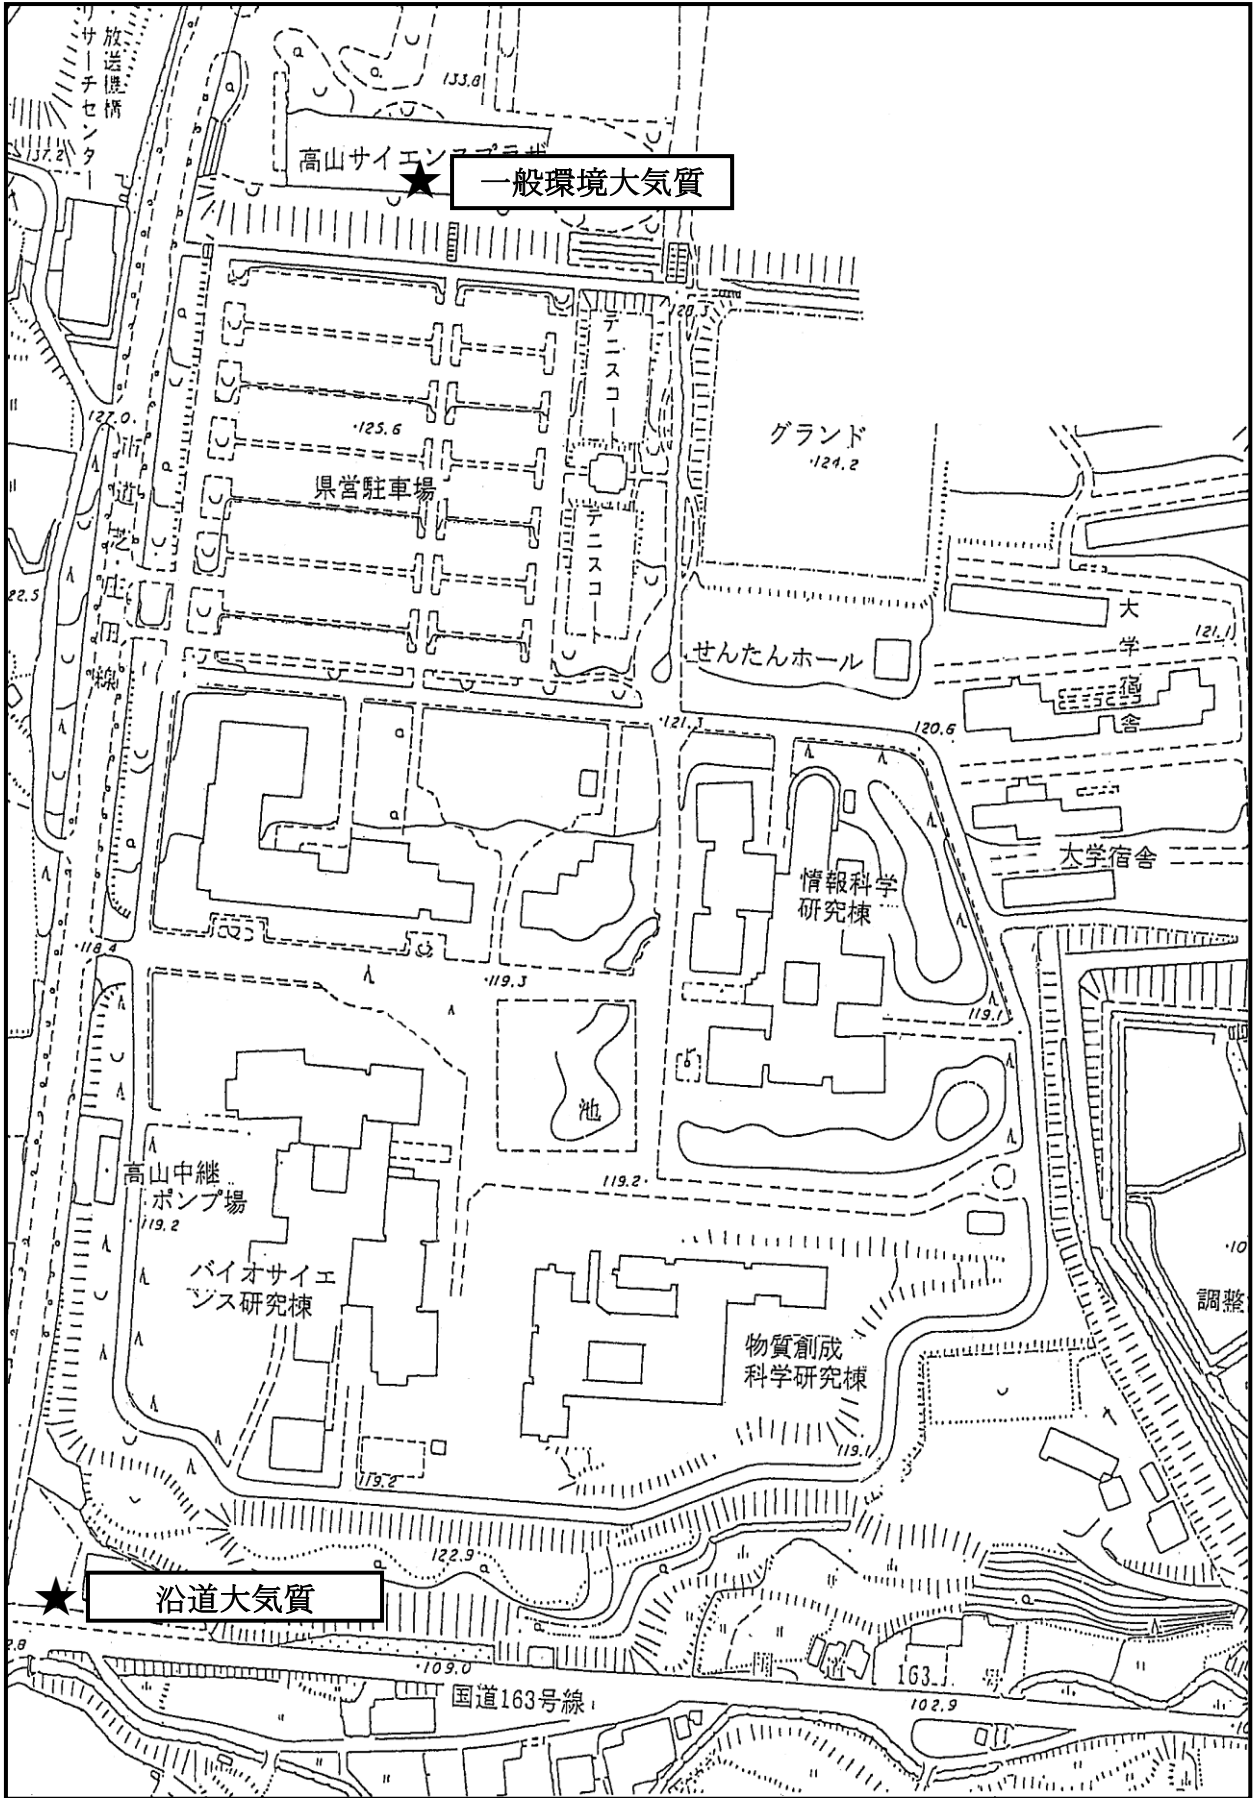 放送機構
サーチセンター
133.8
137.2
高山サイエンスプラザ
一般環境大気質
128.3
テニスコート
127.0
・125.6
グランド
・124.2
県営駐車場
市道芝庄田線
テニスコート
22.5
大学宿舎
121.1
せんたんホール
・121.3
120.6
大学宿舎
情報科学
研究棟
・118.4
・119.3
119.1
池
高山中継
ポンプ場
・119.2
119.2・
バイオサイエ
ンス研究棟
・10
調整
物質創成
科学研究棟
119.1
119.2
122.9
沿道大気質
2.8
・109.0
国道163号線
163
102.9